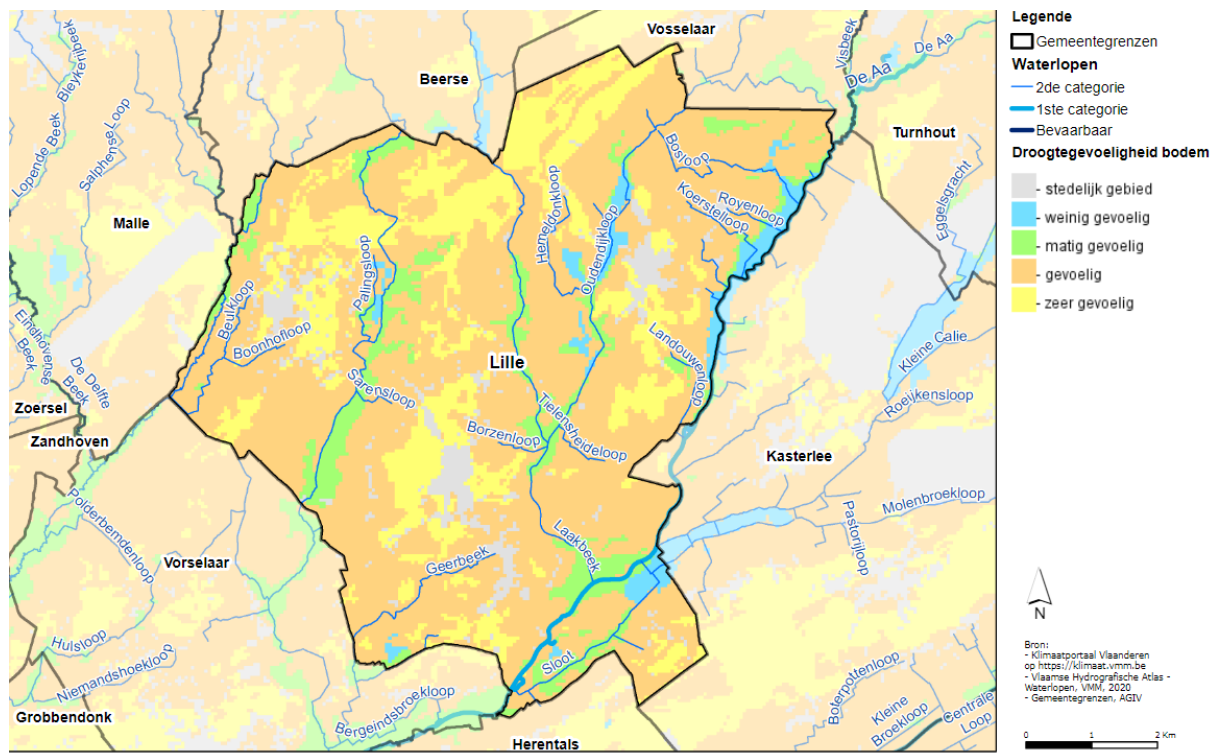 Vosselaar
Visbeek
De Aa
De Aa
Beerse
Turnhout
Lopende Beek
Bleykerijbeek
Salphense Loop
Malle
Bosloop
Koerstelloop
Royenloop
Hemeldonkloop
Oudendijkloop
Eggelsgracht
Palingsloop
Beulkloop
Boonhofloop
Eindhovense
Beek
De Delfte
Beek
Lille
Landouwenloop
Kleine Calie
Sarensloop
Roeijkensloop
Zoersel
Zandhoven
Tielensheideloop
Borzenloop
Kasterlee
Polderbemdenloop
Molenbroekloop
Pastorijloop
Laakbeek
Vorselaar
Geerbeek
Hulsloop
Niemandshoekloop
Sloot
Grobbendonk
Bergeindsbroekloop
Boterpottenloop
Kleine
Broekloop
Centrale
Loop
Herentals
Legende
Gemeentegrenzen
Waterlopen
2de categorie
1ste categorie
Bevaarbaar
Droogtegevoeligheid bodem
- stedelijk gebied
- weinig gevoelig
- matig gevoelig
- gevoelig
- zeer gevoelig
N
Bron:
- Klimaatportaal Vlaanderen
op https://klimaat.vmm.be
- Vlaamse Hydrografische Atlas -
Waterlopen, VMM, 2020
- Gemeentegrenzen, AGIV
0 1 2 Km